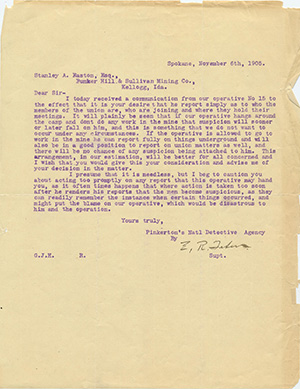 Spokane, November 6th, 1905.
Stanley A. Easton, Esq.,
Bunker Hill & Sullivan Mining Co.,
Kellogg, Ida.
Dear Sir-
I today received a communication from our operative No 15 to
the effect that it is your desire that he report simply as to who the
members of the union are, who are joining and where they hold their
meetings. It will plainly be seen that if our operative hangs around
the camp and dont do any work in the mine that suspicion will sooner
or later fall on him, and this is something that we do not want to
occur under any circumstances. If the operative is allowed to go to
work in the mine he can report fully on things underground and will
also be in a good position to report on union matters as well, and
there will be no chance of any suspicion being attached to him. This
arrangement, in our estimation, will be better for all concerned and
I wish that you would give this your consideration and advise me of
your decision in the matter.
I presume that it is needless, but I beg to caution you
about acting too promptly on any report that this operative may hand
you, as it often times happens that where action is taken too soon
after he renders his reports that the men become suspicious, as they
can readily remember the instance when certain things occurred, and
might put the blame on our operative, which would be disastrous to
him and the operation.
Yours truly,
Pinkerton's Natl Detective Agency
By
Supt.
R.